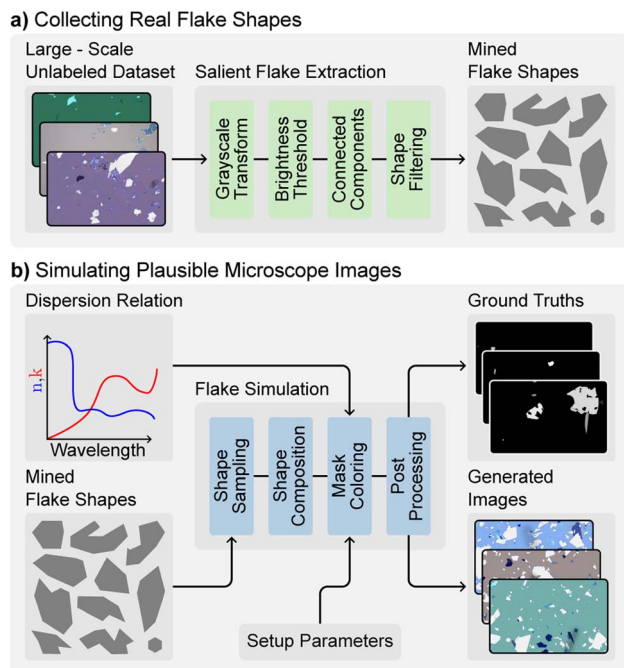 a) Collecting Real Flake Shapes
Large - Scale
Unlabeled Dataset
Salient Flake Extraction
Mined
Flake Shapes
Grayscale
Transform
Brightness
Threshold
Connected
Components
Shape
Filtering
b) Simulating Plausible Microscope Images
Dispersion Relation
n,k
Wavelength
Mined
Flake Shapes
Flake Simulation
Shape
Sampling
Shape
Composition
Mask
Coloring
Post
Processing
Setup Parameters
Ground Truths
Generated
Images